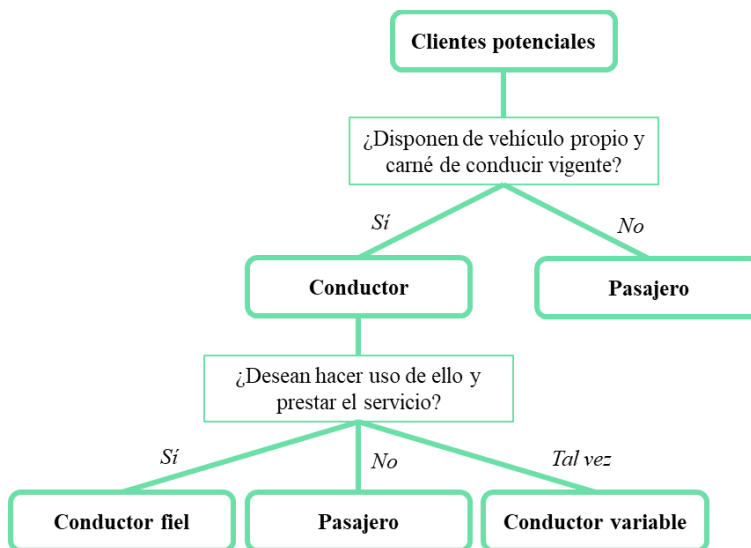 Clientes potenciales
¿Disponen de vehículo propio y
carné de conducir vigente?
Sí
No
Conductor
Pasajero
¿Desean hacer uso de ello y
prestar el servicio?
Sí
No
Tal vez
Conductor fiel
Pasajero
Conductor variable